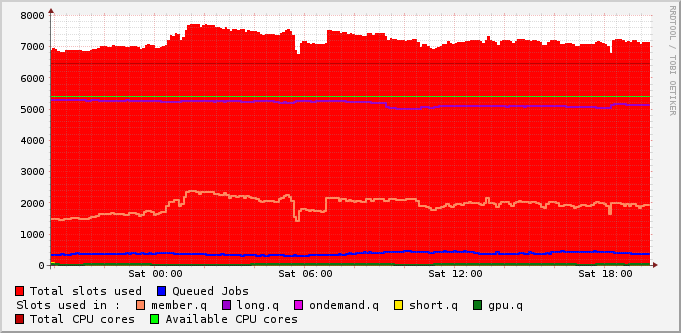 8000
7000
6000
5000
4000
3000
2000
1000
0
Sat 00:00 Sat 06:00 Sat 12:00 Sat 18:00
RRDTOOL / TOBI OETIKER
Total slots used Queued Jobs
Slots used in : member.q long.q ondemand.q short.q gpu.q
Total CPU cores Available CPU cores